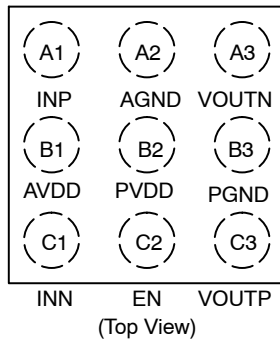 A1 A2 A3
INP AGND VOUTN
B1 B2 B3
AVDD PVDD PGND
C1 C2 C3
INN EN VOUTP
(Top View)